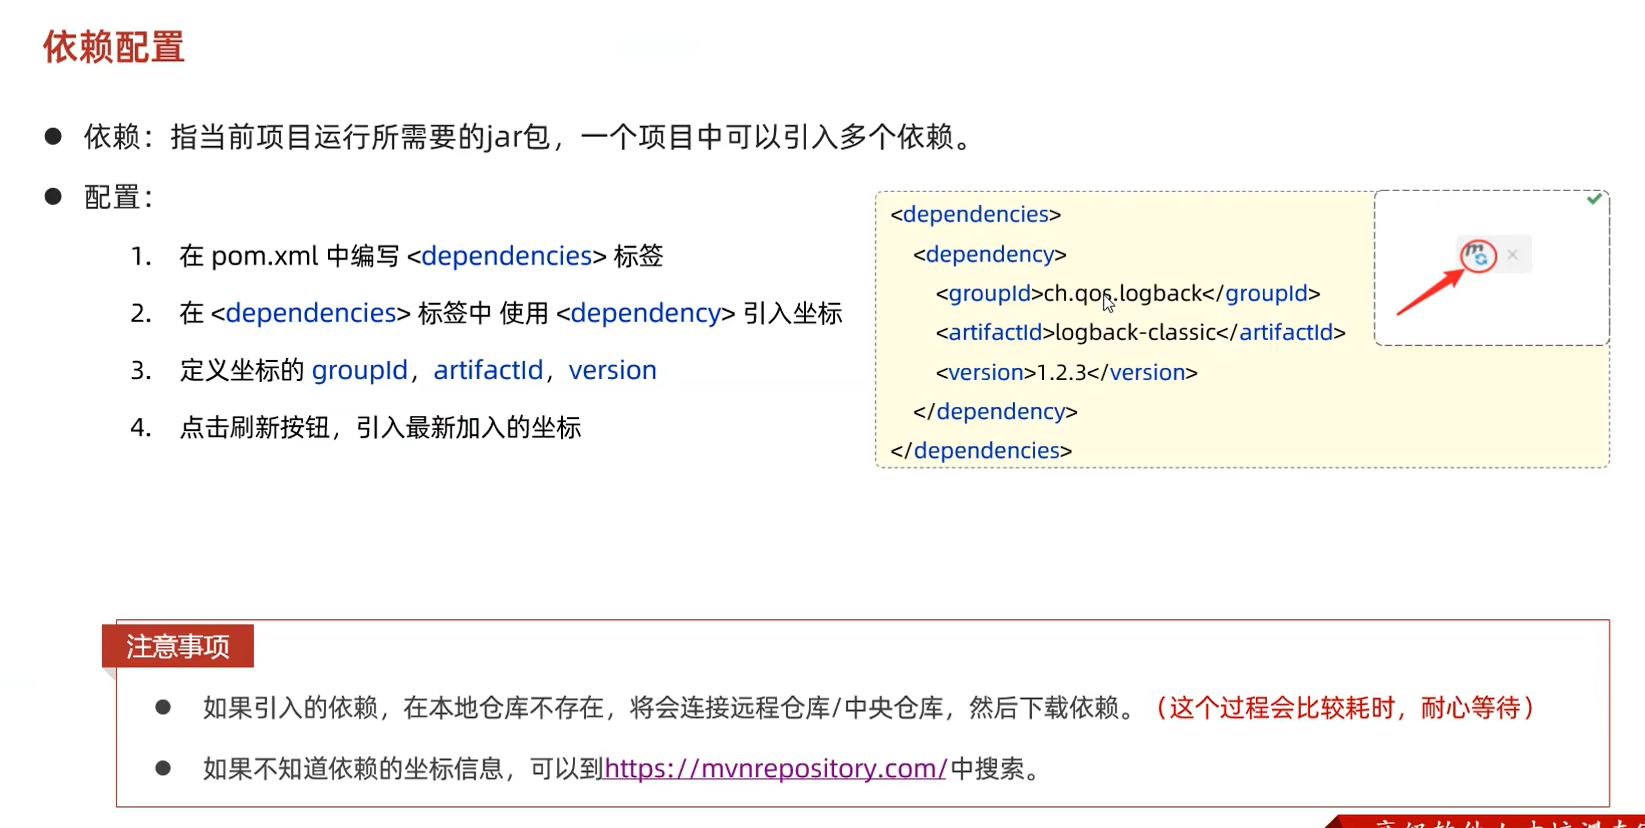 依赖配置
● 依赖：指当前项目运行所需要的jar包，一个项目中可以引入多个依赖。
● 配置：
1. 在 pom.xml 中编写 <dependencies> 标签
2. 在 <dependencies> 标签中 使用 <dependency> 引入坐标
3. 定义坐标的 groupId，artifactId，version
4. 点击刷新按钮，引入最新加入的坐标
<dependencies>
<dependency>
<groupId>ch.qos.logback</groupId>
<artifactId>logback-classic</artifactId>
<version>1.2.3</version>
</dependency>
</dependencies>
m
注意事项
● 如果引入的依赖，在本地仓库不存在，将会连接远程仓库/中央仓库，然后下载依赖。（这个过程会比较耗时，耐心等待）
● 如果不知道依赖的坐标信息，可以到https://mvnrepository.com/中搜索。